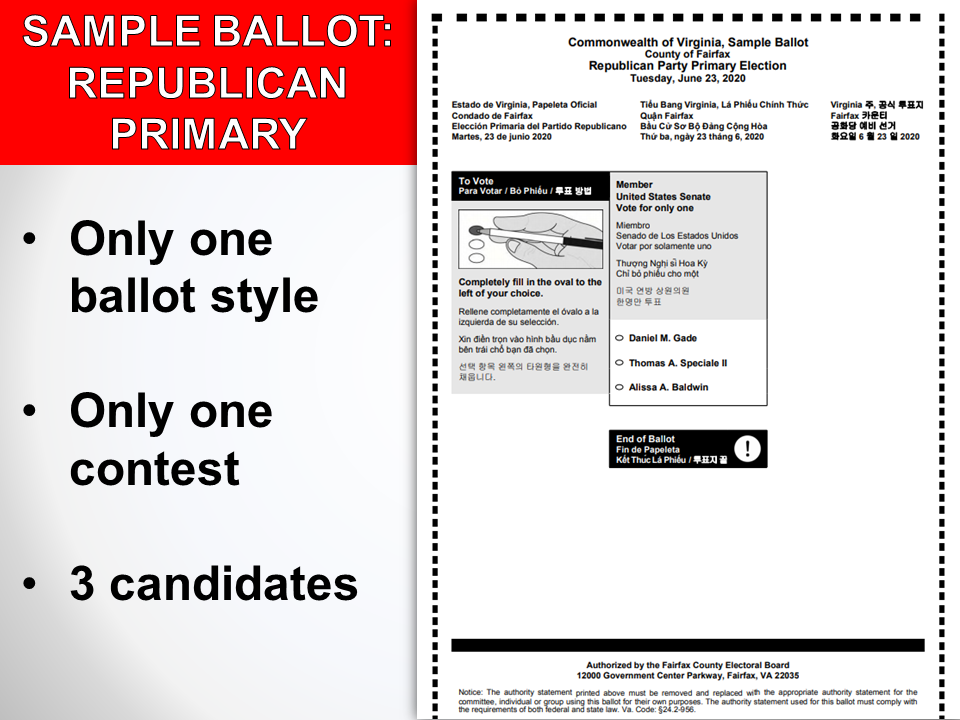 SAMPLE BALLOT:
REPUBLICAN
PRIMARY
• Only one
ballot style
• Only one
contest
• 3 candidates
Commonwealth of Virginia, Sample Ballot
County of Fairfax
Republican Party Primary Election
Tuesday, June 23, 2020
Estado de Virginia, Papeleta Oficial
Condado de Fairfax
Elección Primaria del Partido Republicano
Martes, 23 de junio 2020
Tiểu Bang Virginia, Lá Phiếu Chính Thức
Quận Fairfax
Bầu Cử Sơ Bộ Đảng Cộng Hòa
Thứ ba, ngày 23 tháng 6, 2020
Virginia 주, 공식 투표지
Fairfax 카운티
공화당 예비 선거
화요일 6 월 23 일 2020
To Vote
Para Votar / Bỏ Phiếu / 투표 방법
Completely fill in the oval to the
left of your choice.
Rellene completamente el óvalo a la
izquierda de su selección.
Xin điền trọn vào hình bầu dục nằm
bên trái chỗ bạn đã chọn.
선택 항목 왼쪽의 타원형을 완전히
채웁니다.
Member
United States Senate
Vote for only one
Miembro
Senado de Los Estados Unidos
Votar por solamente uno
Thượng Nghị sĩ Hoa Kỳ
Chỉ bỏ phiếu cho một
미국 연방 상원의원
한명만 투표
Daniel M. Gade
Thomas A. Speciale II
Alissa A. Baldwin
End of Ballot
Fin de Papeleta
Kết Thúc Lá Phiếu / 투표지 끝
!
Authorized by the Fairfax County Electoral Board
12000 Government Center Parkway, Fairfax, VA 22035
Notice: The authority statement printed above must be removed and replaced with the appropriate authority statement for the
committee, individual or group using this ballot for their own purposes. The authority statement used for this ballot must comply with
the requirements of both federal and state law. Va. Code: §24.2-956.